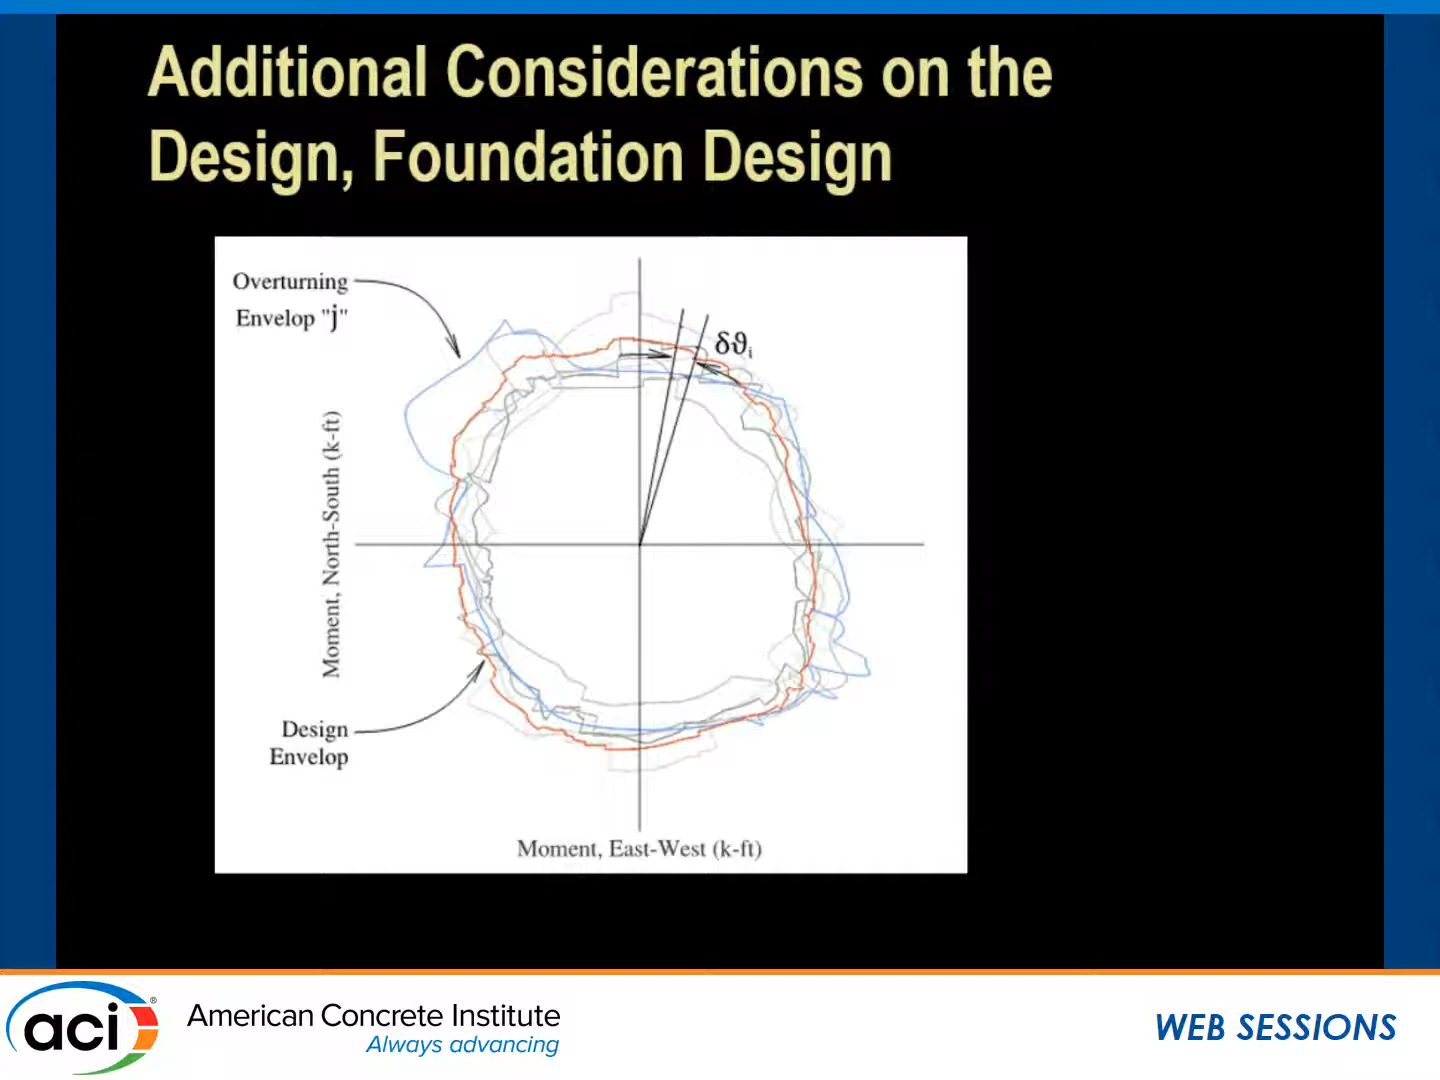 Additional Considerations on the
Design, Foundation Design
Overturning
Envelop "j"
δϑi
Moment, North-South (k-ft)
Design
Envelop
Moment, East-West (k-ft)
aci®
American Concrete Institute
Always advancing
WEB SESSIONS